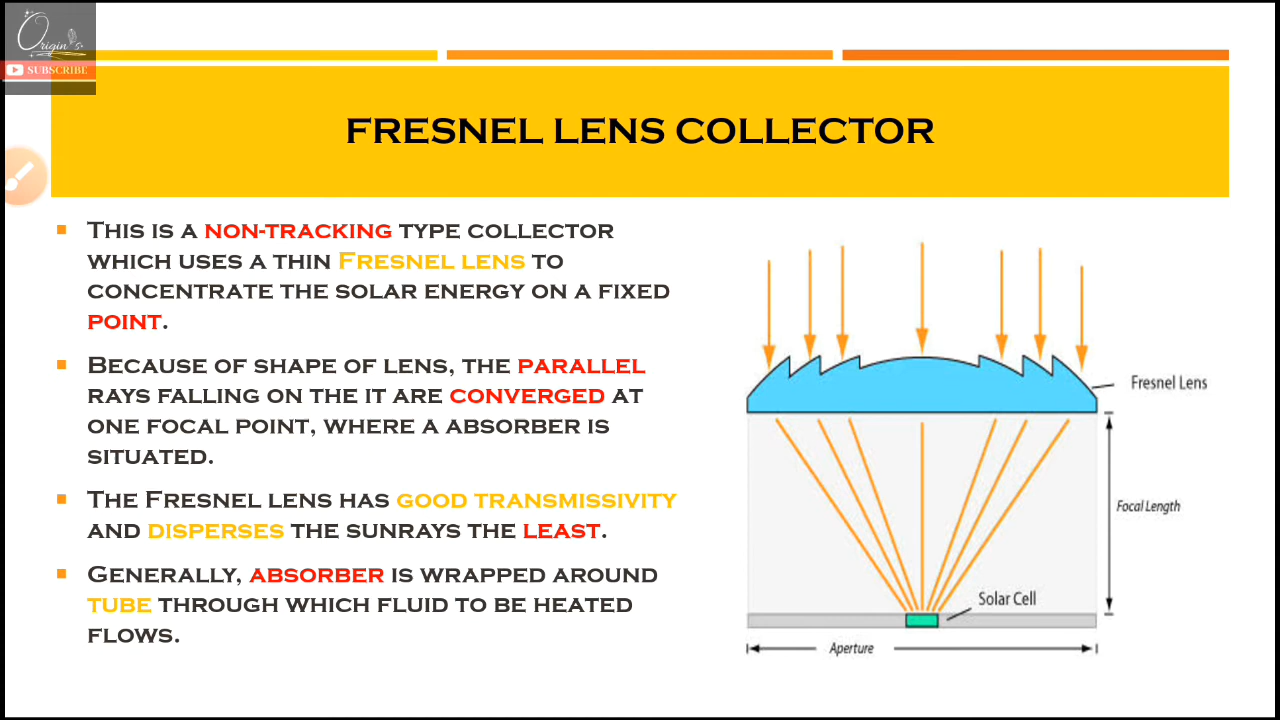 Origin's
SUBSCRIBE
FRESNEL LENS COLLECTOR
THIS IS A NON-TRACKING TYPE COLLECTOR
WHICH USES A THIN FRESNEL LENS TO
CONCENTRATE THE SOLAR ENERGY ON A FIXED
POINT.
BECAUSE OF SHAPE OF LENS, THE PARALLEL
RAYS FALLING ON THE IT ARE CONVERGED AT
ONE FOCAL POINT, WHERE A ABSORBER IS
SITUATED.
THE FRESNEL LENS HAS GOOD TRANSMISSIVITY
AND DISPERSES THE SUNRAYS THE LEAST.
GENERALLY, ABSORBER IS WRAPPED AROUND
TUBE THROUGH WHICH FLUID TO BE HEATED
FLOWS.
Fresnel Lens
Focal Length
Solar Cell
Aperture